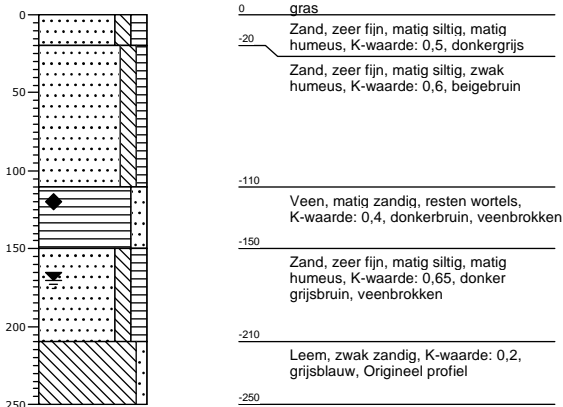 0
50
100
150
200
250
0
gras
Zand, zeer fijn, matig siltig, matig
humeus, K-waarde: 0,5, donkergrijs
-20
Zand, zeer fijn, matig siltig, zwak
humeus, K-waarde: 0,6, beigebruin
-110
Veen, matig zandig, resten wortels,
K-waarde: 0,4, donkerbruin, veenbrokken
-150
Zand, zeer fijn, matig siltig, matig
humeus, K-waarde: 0,65, donker
grijsbruin, veenbrokken
-210
Leem, zwak zandig, K-waarde: 0,2,
grijsblauw, Origineel profiel
-250